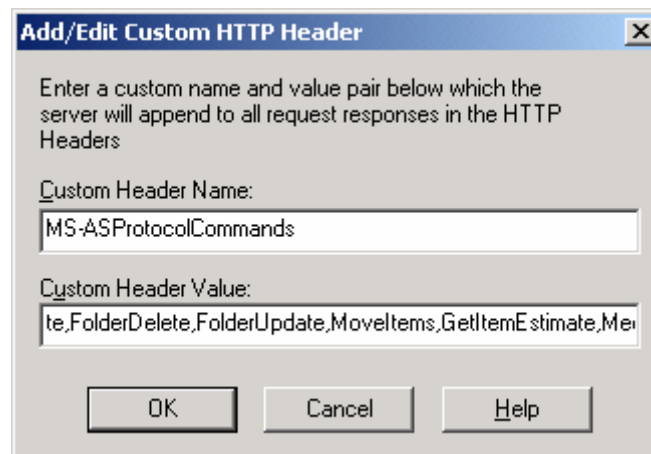 Add/Edit Custom HTTP Header
Enter a custom name and value pair below which the
server will append to all request responses in the HTTP
Headers
Custom Header Name:
MS-ASProtocolCommands
Custom Header Value:
te,FolderDelete,FolderUpdate,MoveItems,GetItemEstimate,Me
OK Cancel Help